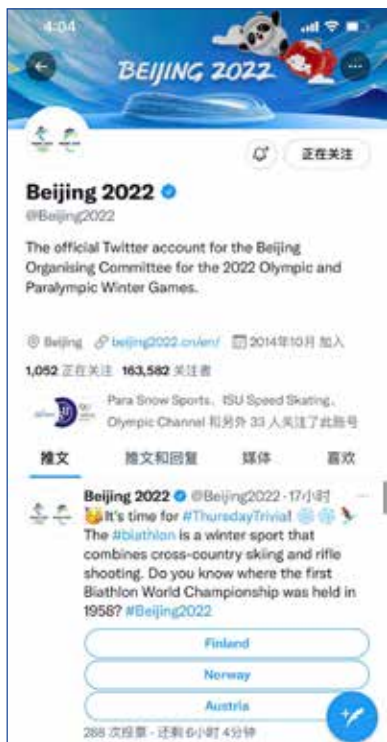 4:04
BEIJING 2022
正在关注
Beijing 2022
@Beijing2022
The official Twitter account for the Beijing
Organising Committee for the 2022 Olympic and
Paralympic Winter Games.
Beijing beijing2022.cn/en/ 2014年10月 加入
1,052 正在关注 163,582 关注者
Para Snow Sports、ISU Speed Skating、
Olympic Channel 和另外 33 人关注了此账号
推文 推文和回复 媒体 喜欢
Beijing 2022 @Beijing2022·17小时
🥳It's time for #ThursdayTrivia!
The #biathlon is a winter sport that
combines cross-country skiing and rifle
shooting. Do you know where the first
Biathlon World Championship was held in
1958? #Beijing2022
Finland
Norway
Austria
288 次投票 · 还剩 6小时 4分钟